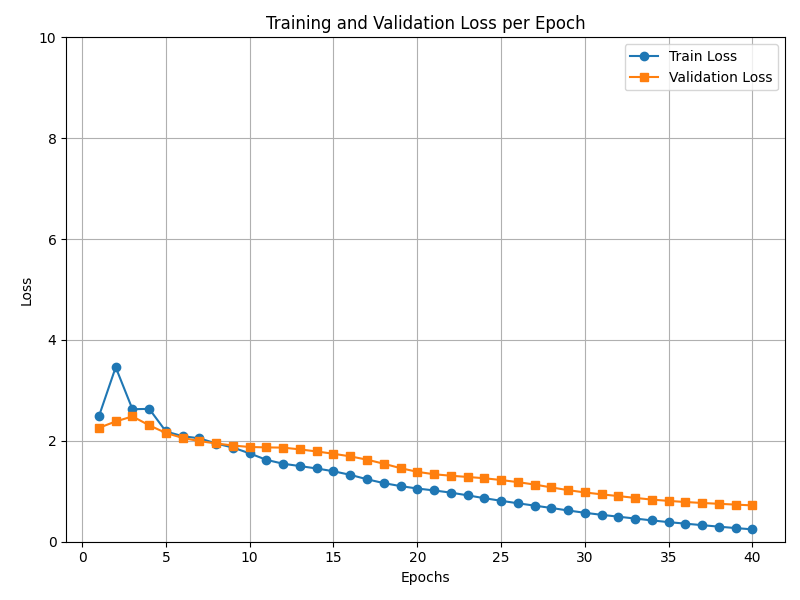 Training and Validation Loss per Epoch
Train Loss
Validation Loss
10
8
6
4
2
0
Loss
0 5 10 15 20 25 30 35 40
Epochs